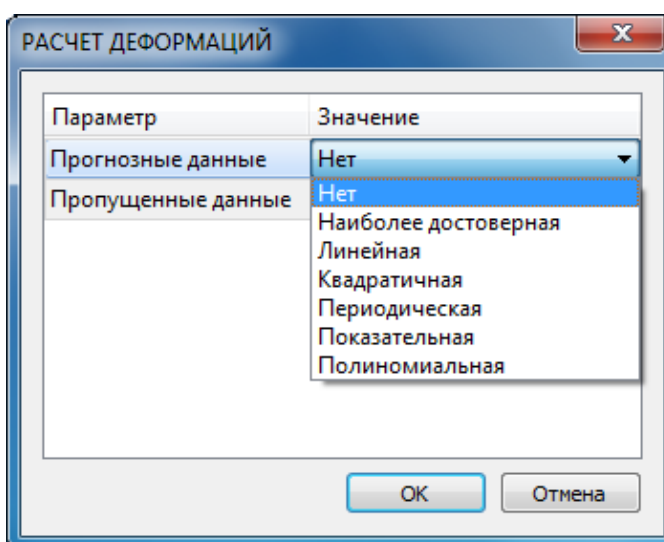 РАСЧЕТ ДЕФОРМАЦИЙ
Параметр Значение
Прогнозные данные Нет
Пропущенные данные Нет
Наиболее достоверная
Линейная
Квадратичная
Периодическая
Показательная
Полиномиальная
OK Отмена